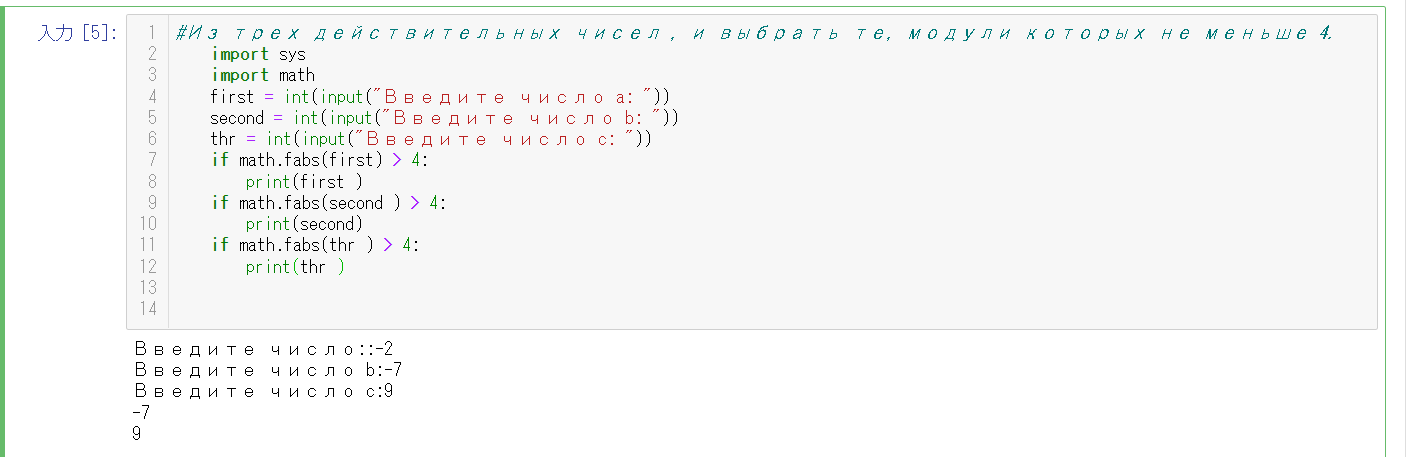 入力 [5]:
1 #Из трех действительных чисел, и выбрать те, модули которых не меньше 4.
2 import sys
3 import math
4 first = int(input("Введите число a: "))
5 second = int(input("Введите число b: "))
6 thr = int(input("Введите число c: "))
7 if math.fabs(first) > 4:
8 print(first )
9 if math.fabs(second ) > 4:
10 print(second)
11 if math.fabs(thr ) > 4:
12 print(thr )
13
14
Введите число::-2
Введите число b:-7
Введите число c:9
-7
9